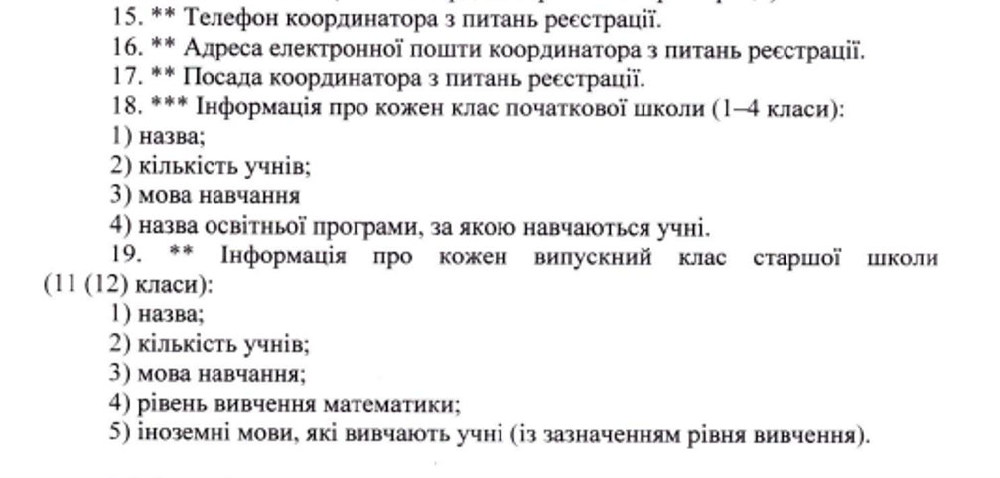 15. ** Телефон координатора з питань реєстрації.
16. ** Адреса електронної пошти координатора з питань реєстрації.
17. ** Посада координатора з питань реєстрації.
18. *** Інформація про кожен клас початкової школи (1–4 класи):
1) назва;
2) кількість учнів;
3) мова навчання
4) назва освітньої програми, за якою навчаються учні.
19. ** Інформація про кожен випускний клас старшої школи
(11 (12) класи):
1) назва;
2) кількість учнів;
3) мова навчання;
4) рівень вивчення математики;
5) іноземні мови, які вивчають учні (із зазначенням рівня вивчення).